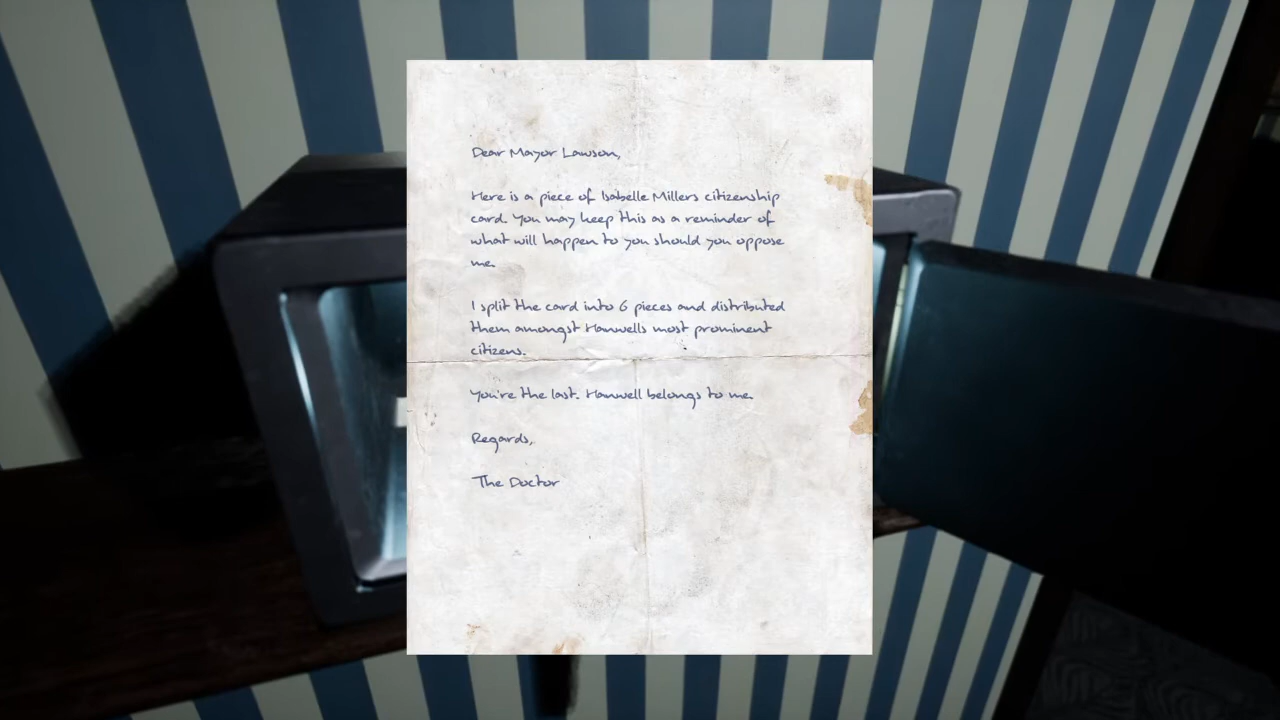 Dear Mayor Lawson,
Here is a piece of Isabelle Millers citizenship
card. You may keep this as a reminder of
what will happen to you should you oppose
me.
I split the card into 6 pieces and distributed
them amongst Hanwells most prominent
citizens.
You're the last. Hanwell belongs to me.
Regards,
The Doctor